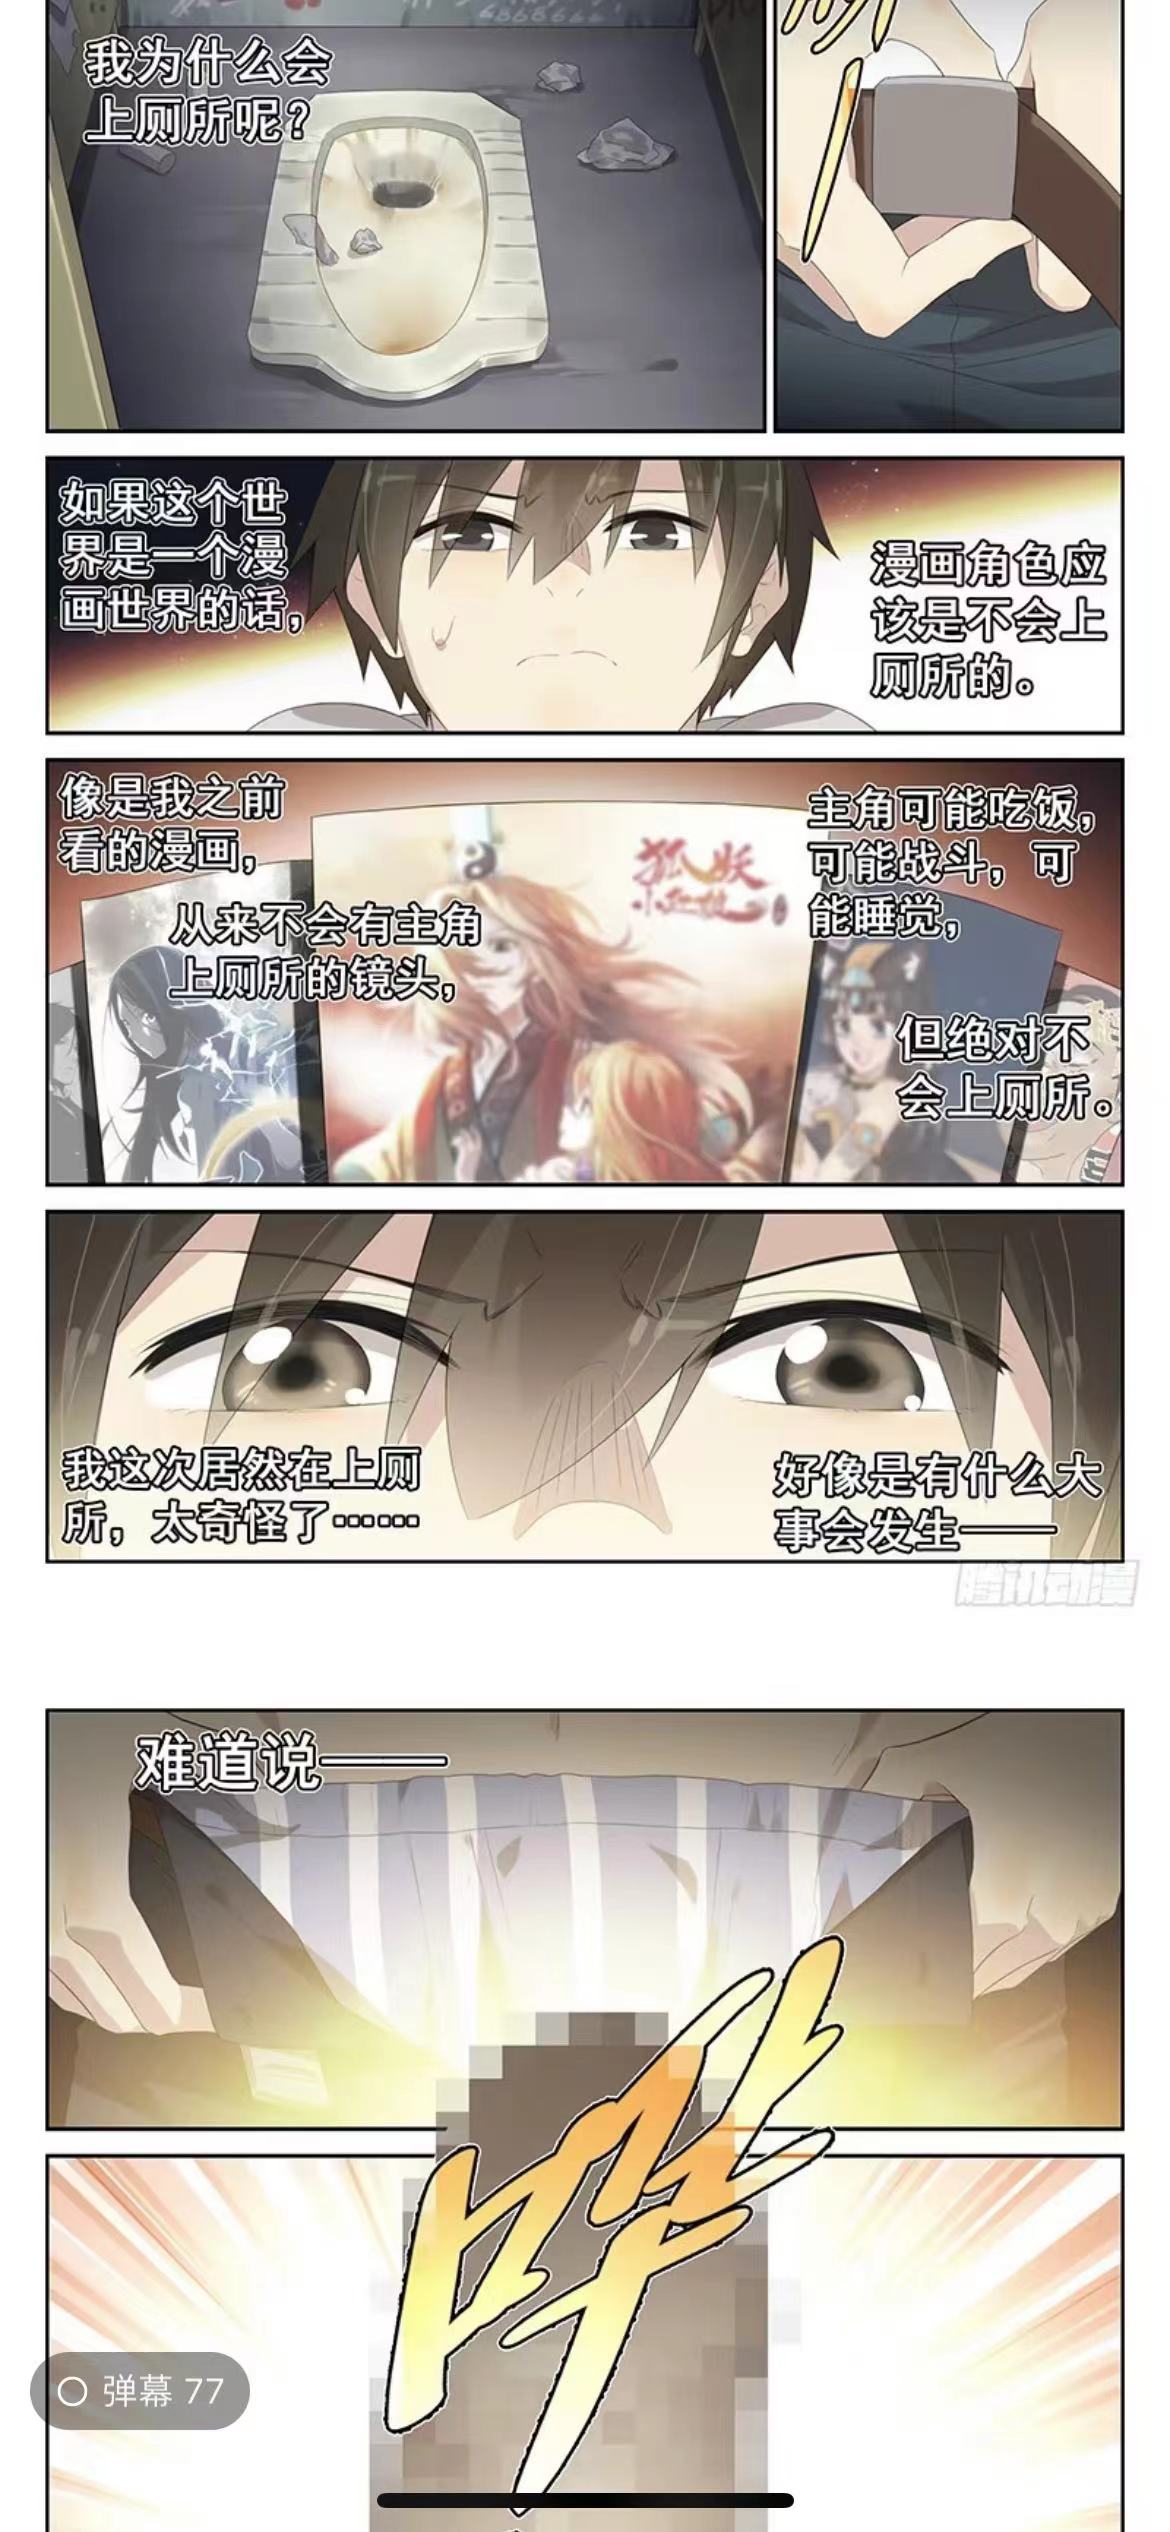 6868666
我为什么会
上厕所呢?
如果这个世
界是一个漫
画世界的话,
漫画角色应
该是不会上
厕所的。
像是我之前
看的漫画,
从来不会有主角
上厕所的镜头,
狐妖
小红娘
主角可能吃饭,
可能战斗，可
能睡觉,
但绝对不
会上厕所。
我这次居然在上厕
所，太奇怪了……
好像是有什么大
事会发生——
腾讯动漫
难道说——
弹幕 77